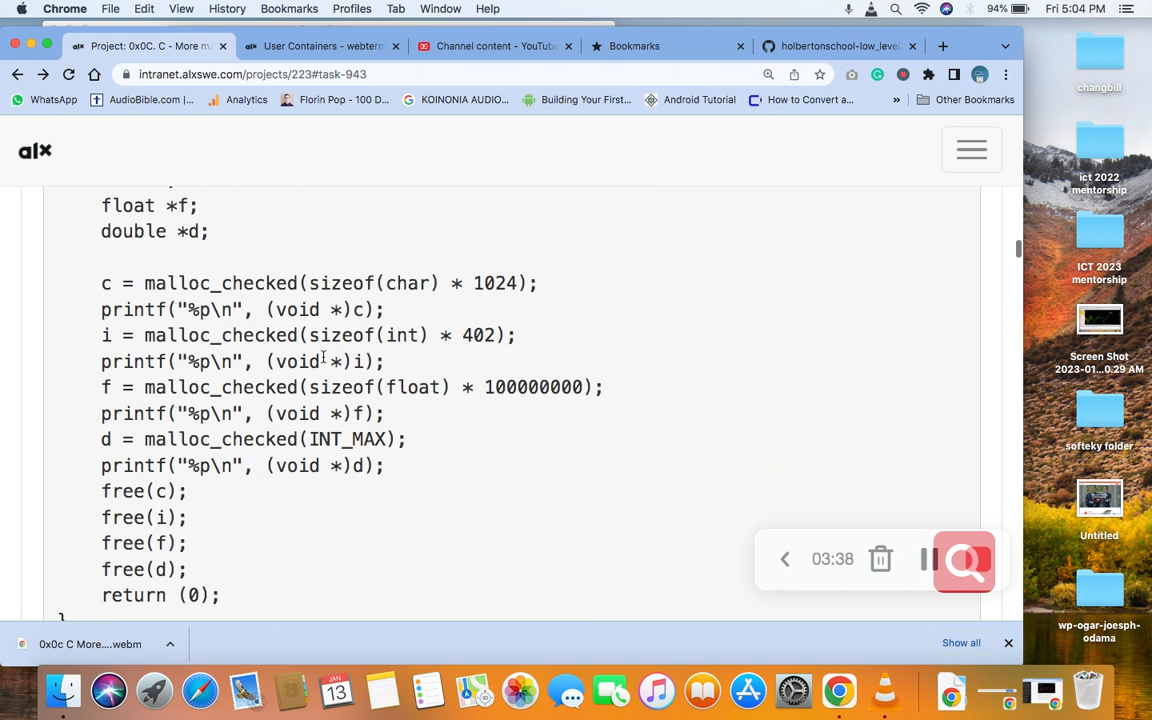 Chrome File Edit View History Bookmarks Profiles Tab Window Help 94% Fri 5:04 PM
alx Project: 0x0C. C - More m × alx User Containers - webterm × Channel content - YouTube × Bookmarks × holbertonschool-low_level × +
intranet.alxswe.com/projects/223#task-943
WhatsApp AudioBible.com |... Analytics Florin Pop - 100 D... KOINONIA AUDIO... Building Your First... Android Tutorial How to Convert a... » Other Bookmarks
alx
float *f;
double *d;
c = malloc_checked(sizeof(char) * 1024);
printf("%p\n", (void *)c);
i = malloc_checked(sizeof(int) * 402);
printf("%p\n", (void *)i);
f = malloc_checked(sizeof(float) * 100000000);
printf("%p\n", (void *)f);
d = malloc_checked(INT_MAX);
printf("%p\n", (void *)d);
free(c);
free(i);
free(f);
free(d);
return (0);
}
03:38
0x0c C More....webm
Show all
JAN
13
changbill
ict 2022
mentorship
ICT 2023
mentorship
Screen Shot
2023-01...0.29 AM
softeky folder
Untitled
wp-ogar-joesph-
odama